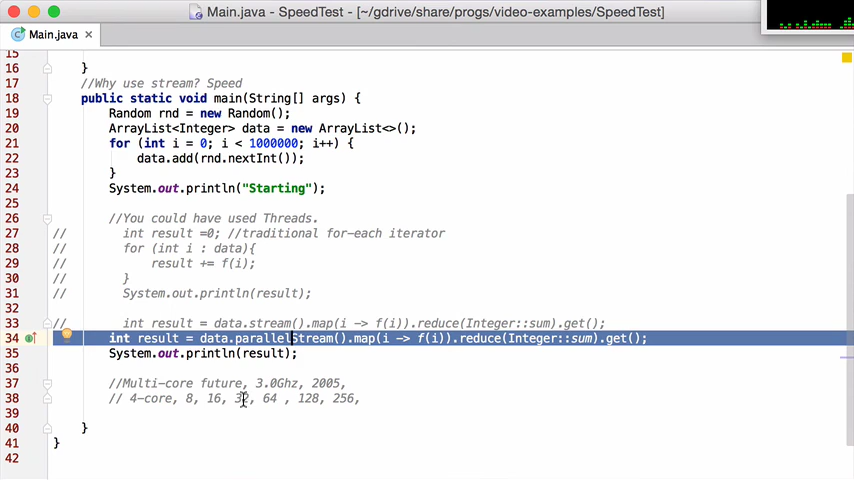 Main.java - SpeedTest - [~/gdrive/share/progs/video-examples/SpeedTest]
Main.java
15
16 }
17 //Why use stream? Speed
18 public static void main(String[] args) {
19 Random rnd = new Random();
20 ArrayList<Integer> data = new ArrayList<>();
21 for (int i = 0; i < 1000000; i++) {
22 data.add(rnd.nextInt());
23 }
24 System.out.println("Starting");
25
26 //You could have used Threads.
27 // int result =0; //traditional for-each iterator
28 // for (int i : data){
29 // result += f(i);
30 // }
31 // System.out.println(result);
32
33 // int result = data.stream().map(i -> f(i)).reduce(Integer::sum).get();
34 int result = data.parallelStream().map(i -> f(i)).reduce(Integer::sum).get();
35 System.out.println(result);
36
37 //Multi-core future, 3.0Ghz, 2005,
38 // 4-core, 8, 16, 32, 64 , 128, 256,
39
40 }
41 }
42